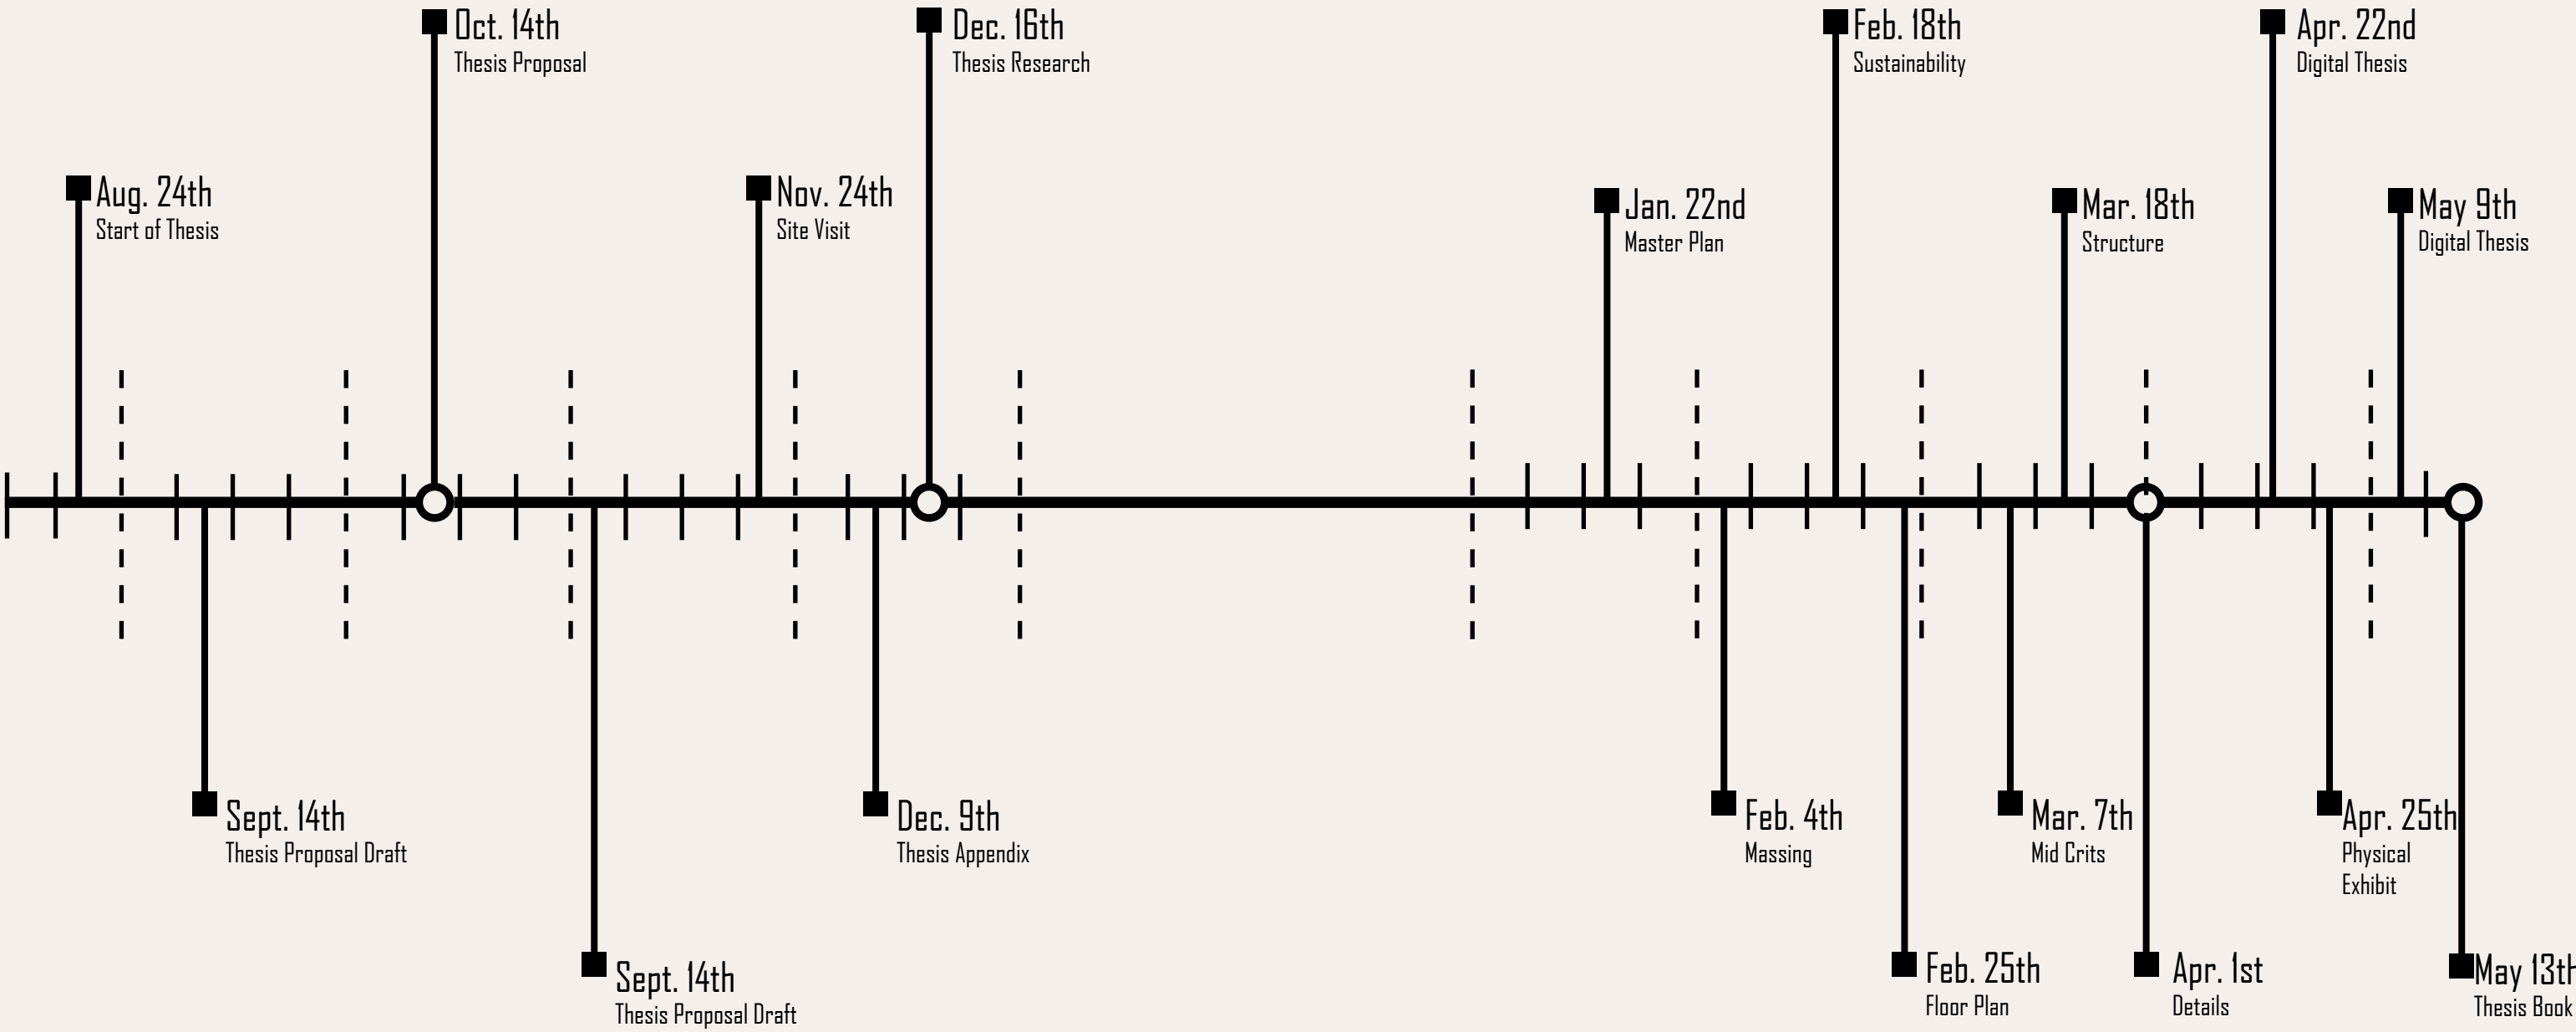 Oct. 14th
Thesis Proposal
Dec. 16th
Thesis Research
Feb. 18th
Sustainability
Apr. 22nd
Digital Thesis
Aug. 24th
Start of Thesis
Nov. 24th
Site Visit
Jan. 22nd
Master Plan
Mar. 18th
Structure
May 9th
Digital Thesis
Sept. 14th
Thesis Proposal Draft
Dec. 9th
Thesis Appendix
Feb. 4th
Massing
Mar. 7th
Mid Crits
Apr. 25th
Physical
Exhibit
Sept. 14th
Thesis Proposal Draft
Feb. 25th
Floor Plan
Apr. 1st
Details
May 13th
Thesis Book